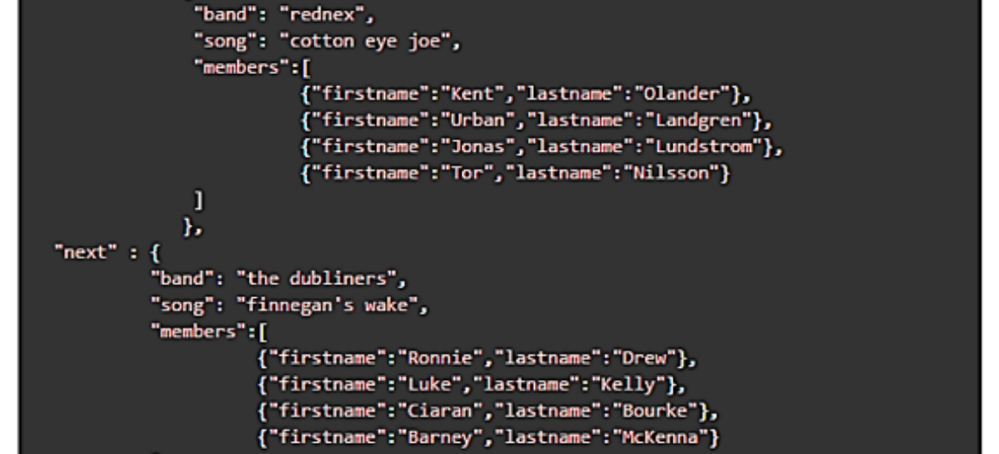 "band": "rednex",
"song": "cotton eye joe",
"members":[
{"firstname":"Kent","lastname":"Olander"},
{"firstname":"Urban","lastname":"Landgren"},
{"firstname":"Jonas","lastname":"Lundstrom"},
{"firstname":"Tor","lastname":"Nilsson"}
]
},
"next" : {
"band": "the dubliners",
"song": "finnegan's wake",
"members":[
{"firstname":"Ronnie","lastname":"Drew"},
{"firstname":"Luke","lastname":"Kelly"},
{"firstname":"Ciaran","lastname":"Bourke"},
{"firstname":"Barney","lastname":"McKenna"}